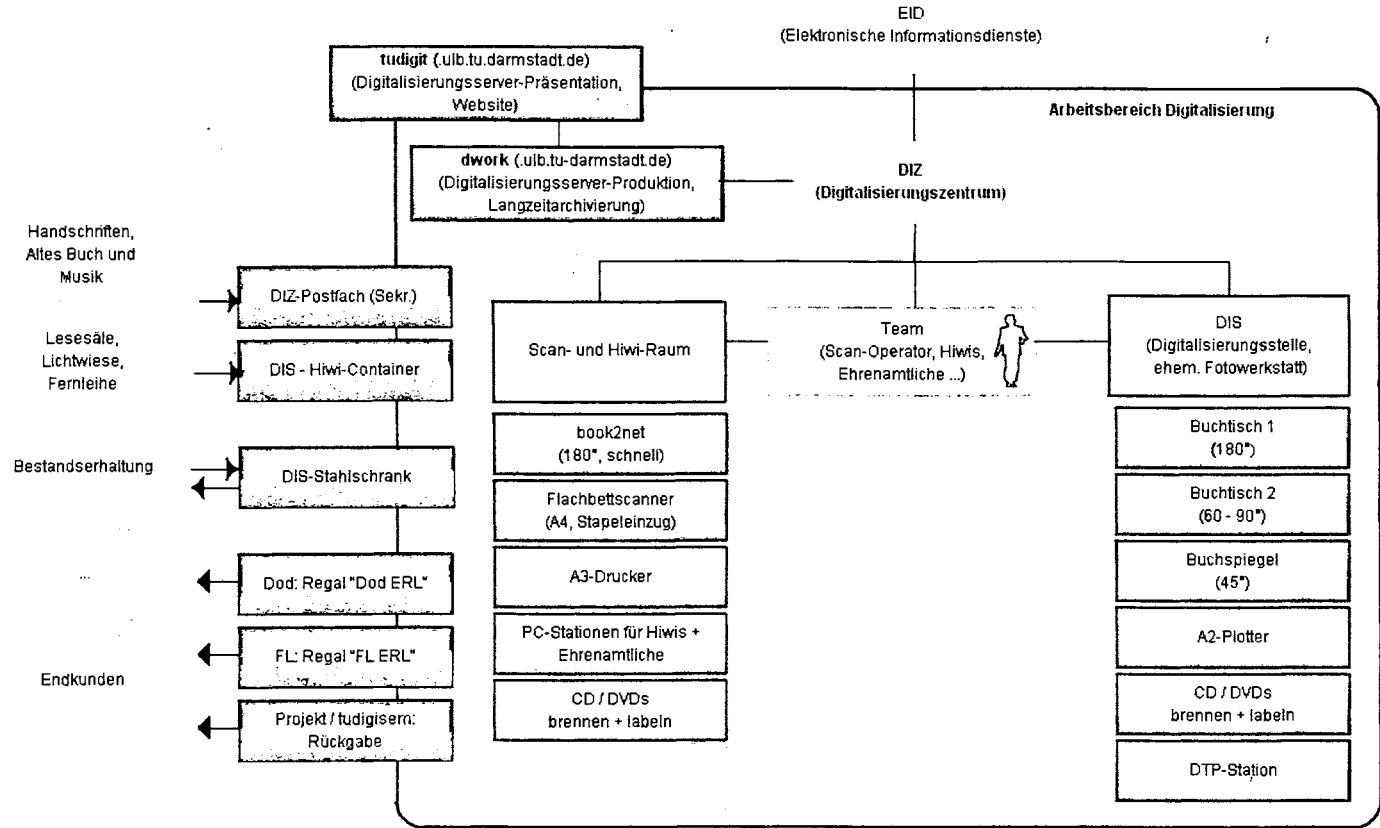 EID
(Elektronische Informationsdienste)
tudigit (.ulb.tu.darmstadt.de)
(Digitalisierungsserver-Präsentation,
Website)
Arbeitsbereich Digitalisierung
dwork (.ulb.tu-darmstadt.de)
(Digitalisierungsserver-Produktion,
Langzeitarchivierung)
DIZ
(Digitalisierungszentrum)
Handschriften,
Altes Buch und
Musik
DIZ-Postfach (Sekr.)
Lesesäle,
Lichtwiese,
Fernleihe
DIS - Hiwi-Container
Bestandserhaltung
DIS-Stahlschrank
...
Dod: Regal "Dod ERL"
FL: Regal "FL ERL"
Endkunden
Projekt / tudigisern:
Rückgabe
Scan- und Hiwi-Raum
book2net
(180°, schnell)
Flachbettscanner
(A4, Stapeleinzug)
A3-Drucker
PC-Stationen für Hiwis +
Ehrenamtliche
CD / DVDs
brennen + labeln
Team
(Scan-Operator, Hiwis,
Ehrenamtliche ...)
DIS
(Digitalisierungsstelle,
ehem. Fotowerkstatt)
Buchtisch 1
(180°)
Buchtisch 2
(60 - 90°)
Buchspiegel
(45°)
A2-Plotter
CD / DVDs
brennen + labeln
DTP-Station